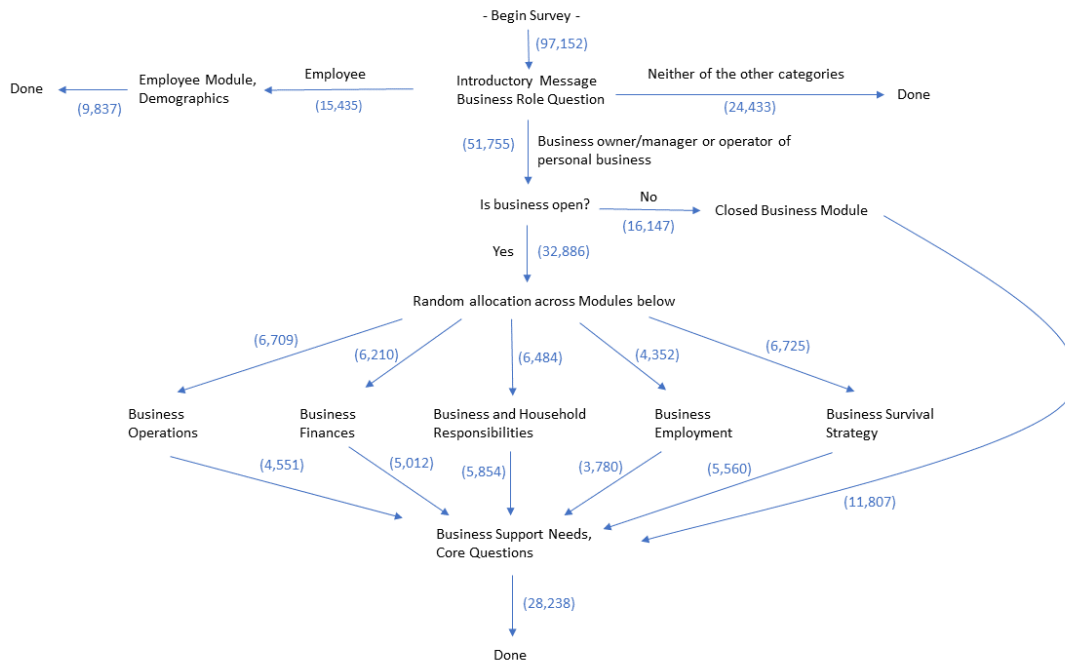 - Begin Survey -
(97,152)
Employee Module,
Demographics
Employee
Introductory Message
Business Role Question
Neither of the other categories
Done
(9,837)
(15,435)
(24,433)
Done
(51,755)
Business owner/manager or operator of
personal business
Is business open?
No
(16,147)
Closed Business Module
Yes
(32,886)
Random allocation across Modules below
(6,709)
(6,210)
(6,484)
(4,352)
(6,725)
Business
Operations
Business
Finances
Business and Household
Responsibilities
Business
Employment
Business Survival
Strategy
(4,551)
(5,012)
(5,854)
(3,780)
(5,560)
(11,807)
Business Support Needs,
Core Questions
(28,238)
Done